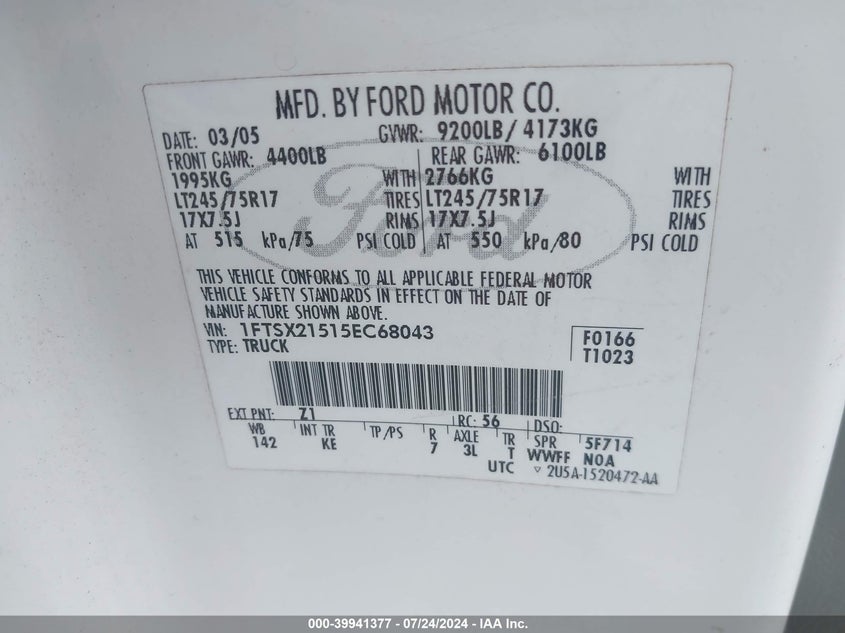 MFD. BY FORD MOTOR CO.
DATE: 03/05 GVWR: 9200LB/ 4173KG
FRONT GAWR: 4400LB REAR GAWR: 6100LB
1995KG WITH 2766KG WITH
LT245/75R17 TIRES LT245/75R17 TIRES
17X7.5J RIMS 17X7.5J RIMS
AT 515 kPa/75 PSI COLD AT 550 kPa/80 PSI COLD
Ford
THIS VEHICLE CONFORMS TO ALL APPLICABLE FEDERAL MOTOR
VEHICLE SAFETY STANDARDS IN EFFECT ON THE DATE OF
MANUFACTURE SHOWN ABOVE.
VIN: 1FTSX21515EC68043 F0166
TYPE: TRUCK T1023
EXT PNT: Z1 RC: 56 DSO:
WB INT TR TP/PS R AXLE TR SPR 5F714
142 KE 7 3L T WWFF NOA
UTC ▽ 2U5A-1520472-AA
000-39941377 - 07/24/2024 - IAA Inc.